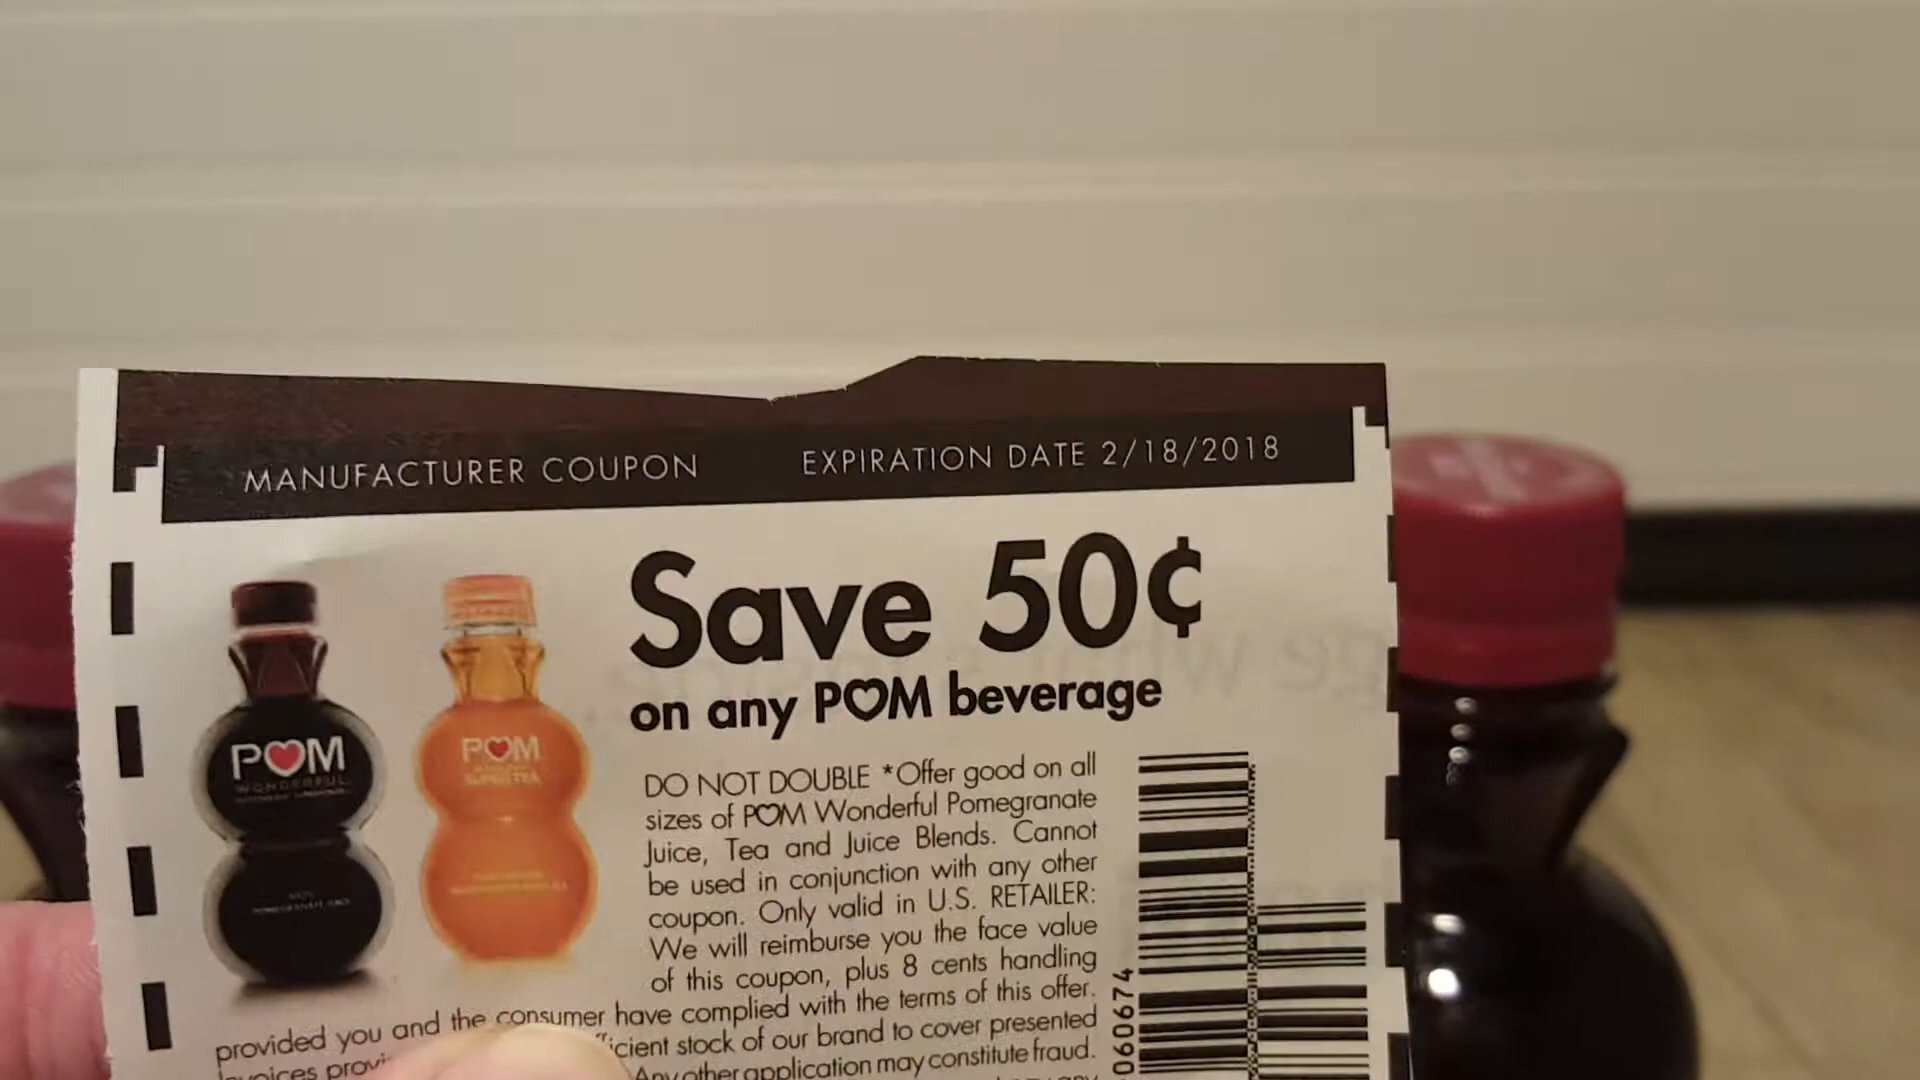 MANUFACTURER COUPON EXPIRATION DATE 2/18/2018
Save 50¢
on any POM beverage
POM
WONDERFUL
POM
DO NOT DOUBLE *Offer good on all
sizes of POM Wonderful Pomegranate
Juice, Tea and Juice Blends. Cannot
be used in conjunction with any other
coupon. Only valid in U.S. RETAILER:
We will reimburse you the face value
of this coupon, plus 8 cents handling
provided you and the consumer have complied with the terms of this offer.
stock of our brand to cover presented
Any other application may constitute fraud.
any
060674